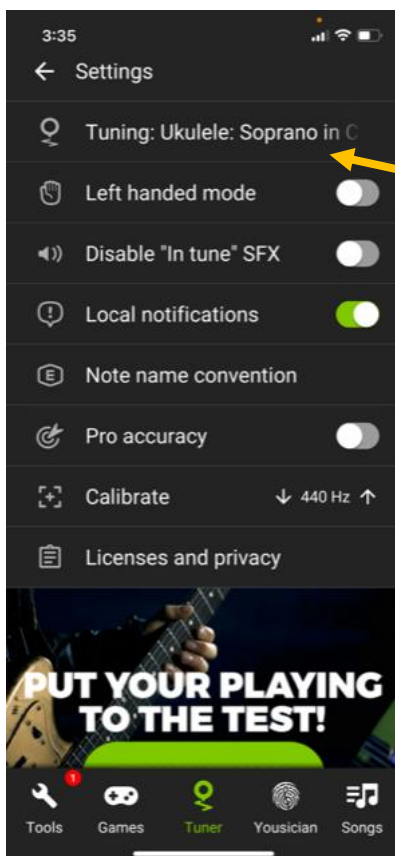 3:35
Settings
Tuning: Ukulele: Soprano in C
Left handed mode
Disable "In tune" SFX
Local notifications
Note name convention
Pro accuracy
Calibrate 440 Hz
Licenses and privacy
PUT YOUR PLAYING
TO THE TEST!
1
Tools Games Tuner Yousician Songs